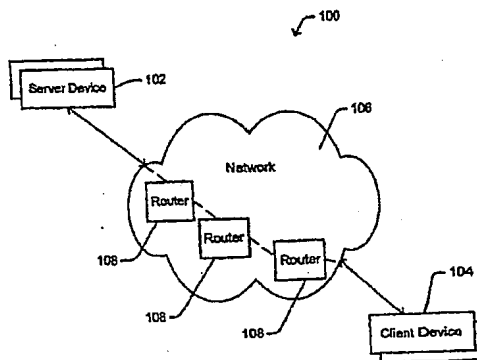 100
Server Device
102
106
Network
Router
Router
108
Router
104
108
108
Client Device